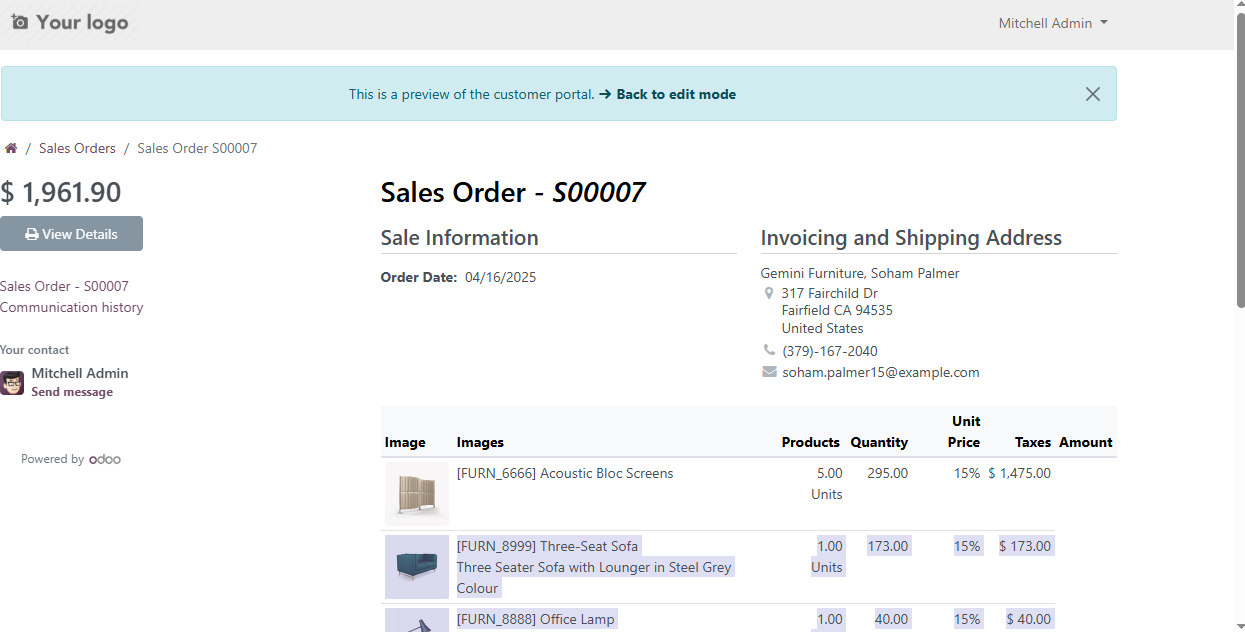 Your logo
Mitchell Admin
This is a preview of the customer portal. → Back to edit mode
/ Sales Orders / Sales Order S00007
$ 1,961.90
View Details
Sales Order - S00007
Communication history
Your contact
Mitchell Admin
Send message
Powered by odoo
Sales Order - S00007
Sale Information
Order Date: 04/16/2025
Invoicing and Shipping Address
Gemini Furniture, Soham Palmer
317 Fairchild Dr
Fairfield CA 94535
United States
(379)-167-2040
soham.palmer15@example.com
Image Images Products Quantity Unit Price Taxes Amount
[FURN_6666] Acoustic Bloc Screens 5.00 295.00 15% $ 1,475.00
Units
[FURN_8999] Three-Seat Sofa 1.00 173.00 15% $ 173.00
Three Seater Sofa with Lounger in Steel Grey Units
Colour
[FURN_8888] Office Lamp 1.00 40.00 15% $ 40.00